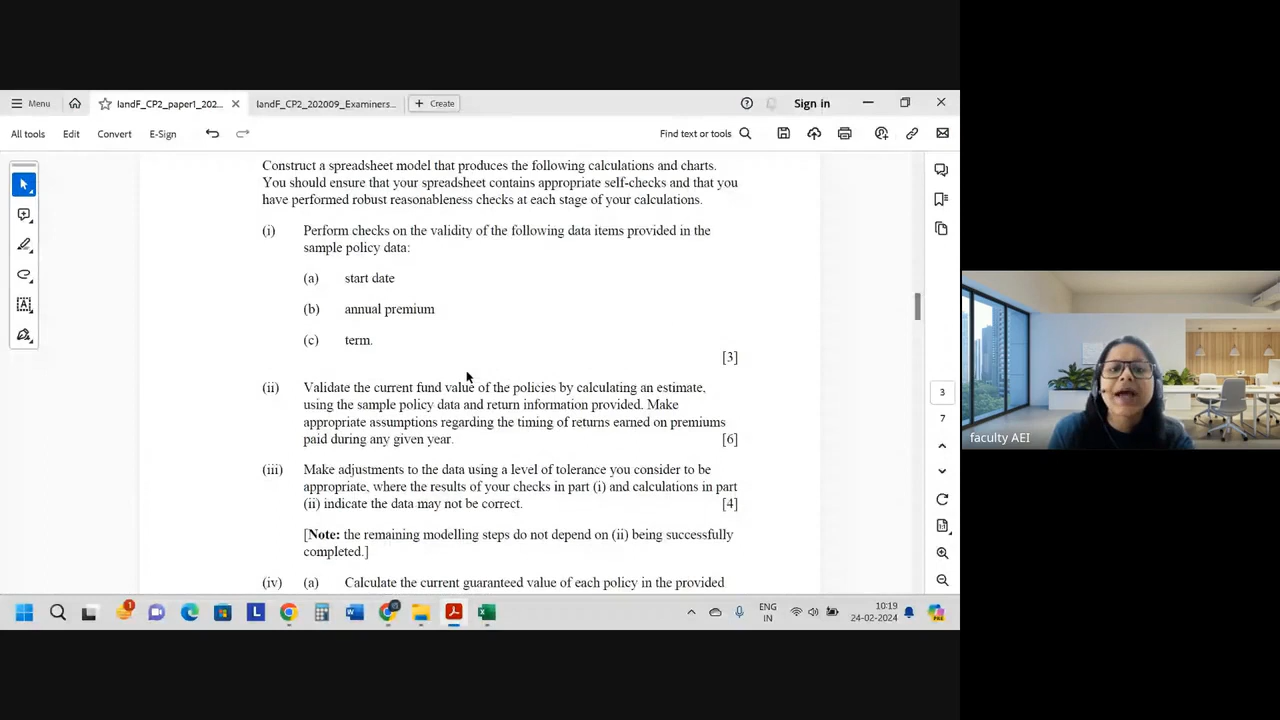 landF_CP2_paper1_202...
landF_CP2_202009_Examiners...
Create
Menu
Sign in
All tools
Edit
Convert
E-Sign
Find text or tools
Construct a spreadsheet model that produces the following calculations and charts.
You should ensure that your spreadsheet contains appropriate self-checks and that you
have performed robust reasonableness checks at each stage of your calculations.
(i) Perform checks on the validity of the following data items provided in the
sample policy data:
(a) start date
(b) annual premium
(c) term.
[3]
(ii) Validate the current fund value of the policies by calculating an estimate,
using the sample policy data and return information provided. Make
appropriate assumptions regarding the timing of returns earned on premiums
paid during any given year. [6]
(iii) Make adjustments to the data using a level of tolerance you consider to be
appropriate, where the results of your checks in part (i) and calculations in part
(ii) indicate the data may not be correct. [4]
[Note: the remaining modelling steps do not depend on (ii) being successfully
completed.]
(iv) (a) Calculate the current guaranteed value of each policy in the provided
3
7
faculty AEI
ENG
IN
10:19
24-02-2024